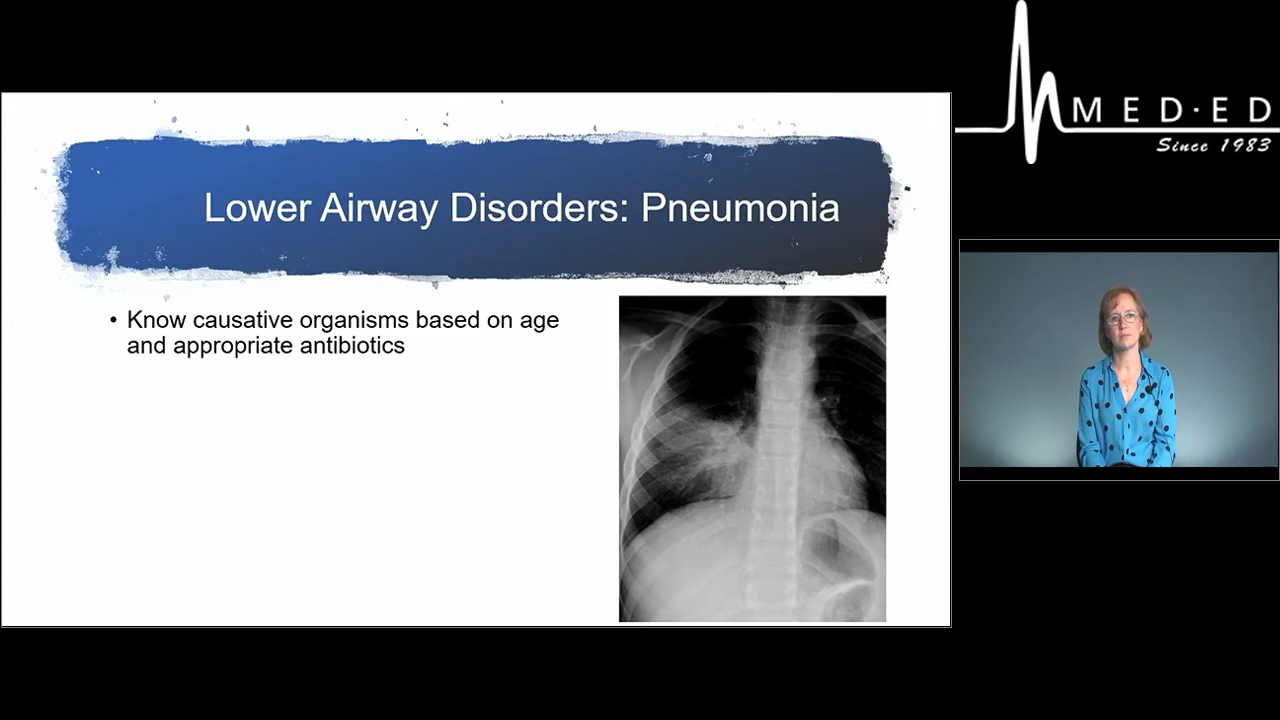 MED·ED
Since 1983
Lower Airway Disorders: Pneumonia
• Know causative organisms based on age
and appropriate antibiotics